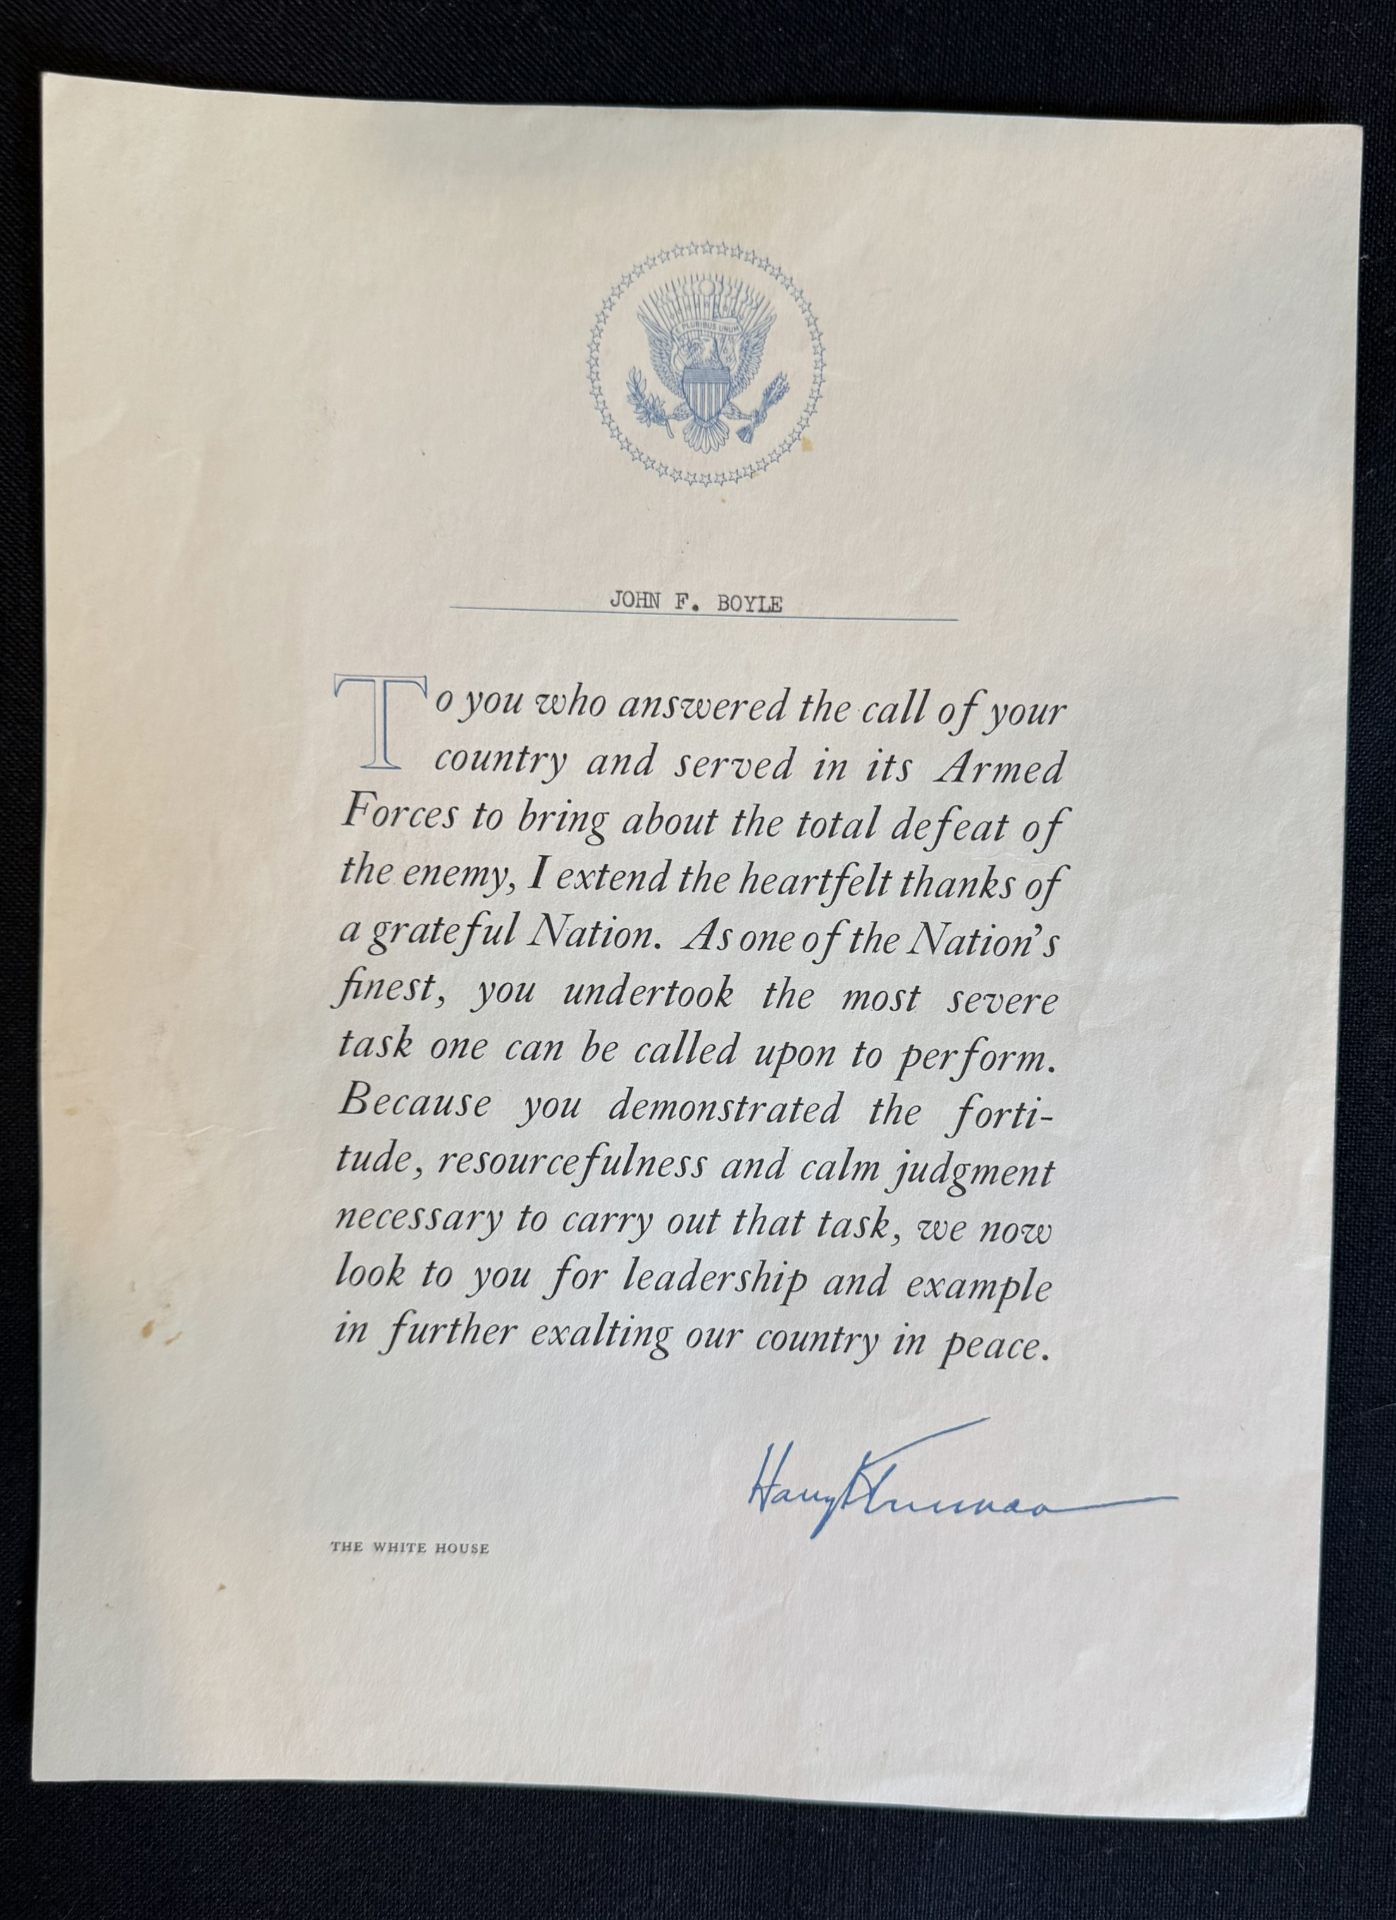 PLURIBUS UNUM
JOHN F. BOYLE
To you who answered the call of your
country and served in its Armed
Forces to bring about the total defeat of
the enemy, I extend the heartfelt thanks of
a grateful Nation. As one of the Nation's
finest, you undertook the most severe
task one can be called upon to perform.
Because you demonstrated the forti-
tude, resourcefulness and calm judgment
necessary to carry out that task, we now
look to you for leadership and example
in further exalting our country in peace.
Harry S Truman
THE WHITE HOUSE